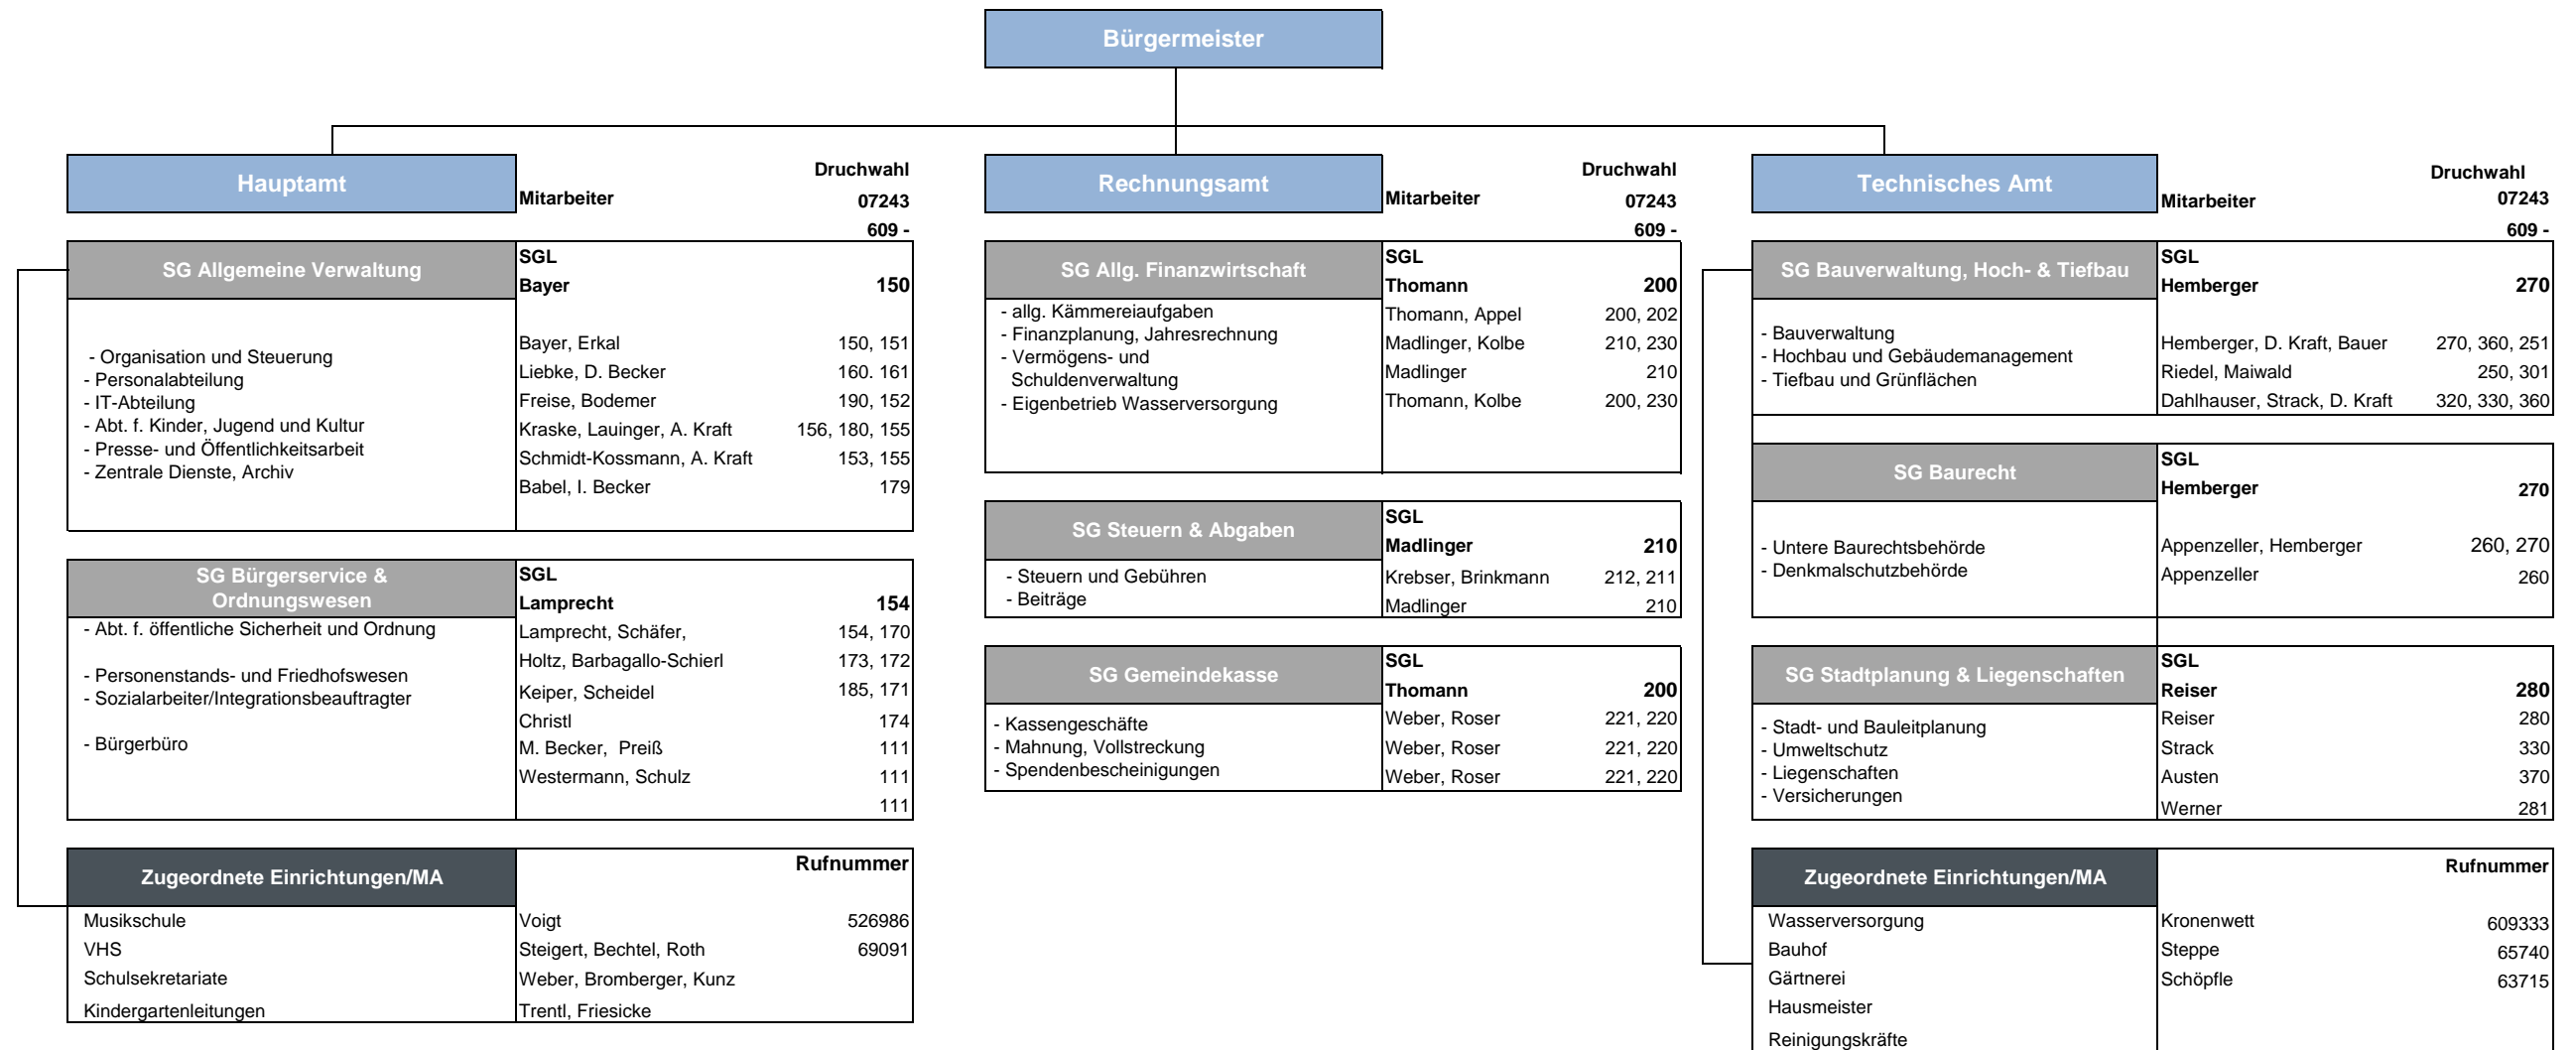 Bürgermeister
Hauptamt
Mitarbeiter
Druchwahl
07243
609 -
SG Allgemeine Verwaltung
SGL
Bayer 150
- Organisation und Steuerung
- Personalabteilung
- IT-Abteilung
- Abt. f. Kinder, Jugend und Kultur
- Presse- und Öffentlichkeitsarbeit
- Zentrale Dienste, Archiv
Bayer, Erkal 150, 151
Liebke, D. Becker 160. 161
Freise, Bodemer 190, 152
Kraske, Lauinger, A. Kraft 156, 180, 155
Schmidt-Kossmann, A. Kraft 153, 155
Babel, I. Becker 179
SG Bürgerservice &
Ordnungswesen
SGL
Lamprecht 154
- Abt. f. öffentliche Sicherheit und Ordnung
- Personenstands- und Friedhofswesen
- Sozialarbeiter/Integrationsbeauftragter
- Bürgerbüro
Lamprecht, Schäfer, 154, 170
Holtz, Barbagallo-Schierl 173, 172
Keiper, Scheidel 185, 171
Christl 174
M. Becker, Preiß 111
Westermann, Schulz 111
111
Zugeordnete Einrichtungen/MA
Rufnummer
Musikschule Voigt 526986
VHS Steigert, Bechtel, Roth 69091
Schulsekretariate Weber, Bromberger, Kunz
Kindergartenleitungen Trentl, Friesicke
Rechnungsamt
Mitarbeiter
Druchwahl
07243
609 -
SG Allg. Finanzwirtschaft
SGL
Thomann 200
- allg. Kämmereiaufgaben
- Finanzplanung, Jahresrechnung
- Vermögens- und
Schuldenverwaltung
- Eigenbetrieb Wasserversorgung
Thomann, Appel 200, 202
Madlinger, Kolbe 210, 230
Madlinger 210
Thomann, Kolbe 200, 230
SG Steuern & Abgaben
SGL
Madlinger 210
- Steuern und Gebühren
- Beiträge
Krebser, Brinkmann 212, 211
Madlinger 210
SG Gemeindekasse
SGL
Thomann 200
- Kassengeschäfte
- Mahnung, Vollstreckung
- Spendenbescheinigungen
Weber, Roser 221, 220
Weber, Roser 221, 220
Weber, Roser 221, 220
Technisches Amt
Mitarbeiter
Druchwahl
07243
609 -
SG Bauverwaltung, Hoch- & Tiefbau
SGL
Hemberger 270
- Bauverwaltung
- Hochbau und Gebäudemanagement
- Tiefbau und Grünflächen
Hemberger, D. Kraft, Bauer 270, 360, 251
Riedel, Maiwald 250, 301
Dahlhauser, Strack, D. Kraft 320, 330, 360
SG Baurecht
SGL
Hemberger 270
- Untere Baurechtsbehörde
- Denkmalschutzbehörde
Appenzeller, Hemberger 260, 270
Appenzeller 260
SG Stadtplanung & Liegenschaften
SGL
Reiser 280
- Stadt- und Bauleitplanung
- Umweltschutz
- Liegenschaften
- Versicherungen
Reiser 280
Strack 330
Austen 370
Werner 281
Zugeordnete Einrichtungen/MA
Rufnummer
Wasserversorgung Kronenwett 609333
Bauhof Steppe 65740
Gärtnerei Schöpfle 63715
Hausmeister
Reinigungskräfte